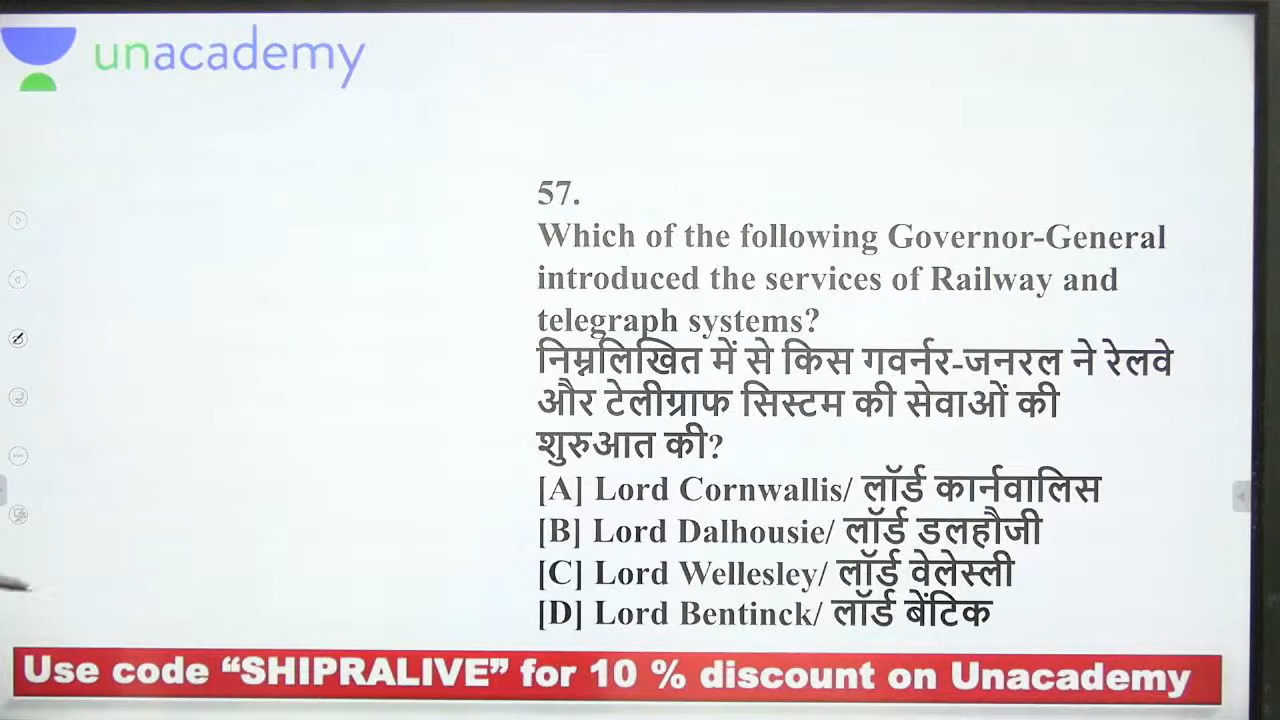 unacademy
57.
Which of the following Governor-General
introduced the services of Railway and
telegraph systems?
निम्नलिखित में से किस गवर्नर-जनरल ने रेलवे
और टेलीग्राफ सिस्टम की सेवाओं की
शुरुआत की?
[A] Lord Cornwallis/ लॉर्ड कार्नवालिस
[B] Lord Dalhousie/ लॉर्ड डलहौजी
[C] Lord Wellesley/ लॉर्ड वेलेस्ली
[D] Lord Bentinck/ लॉर्ड बेंटिक
Use code “SHIPRALIVE” for 10 % discount on Unacademy